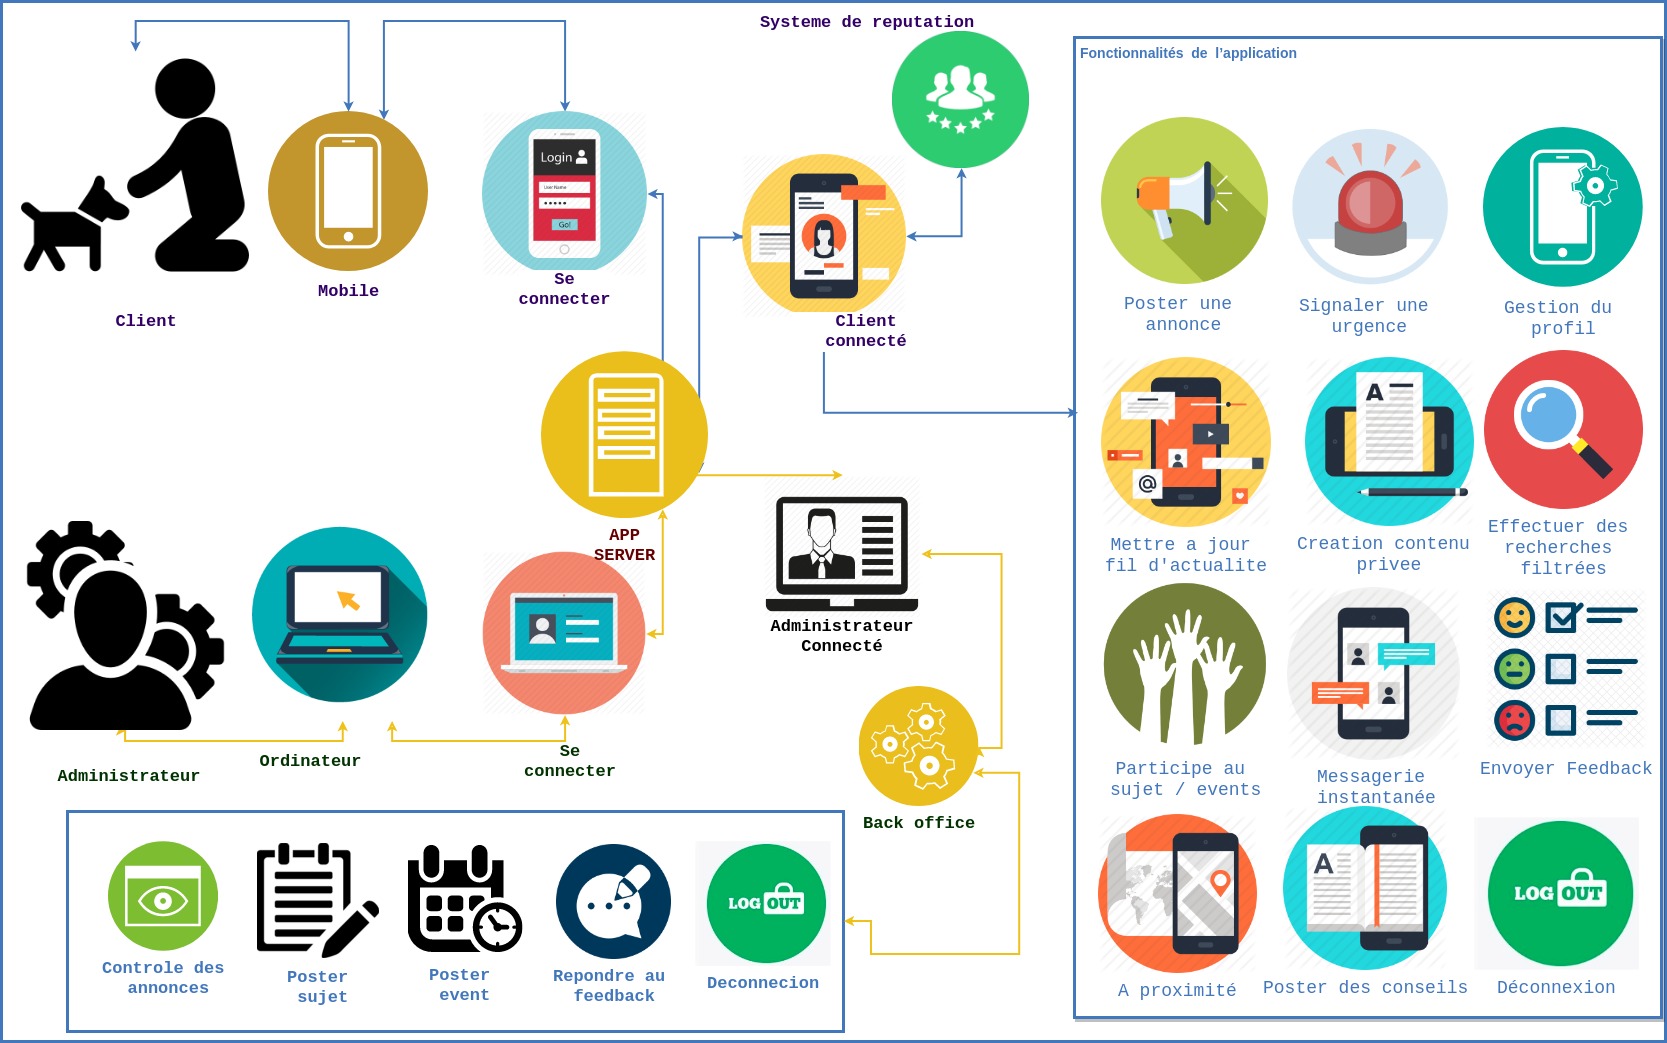 Systeme de reputation
Fonctionnalités de l’application
Login
User Name
Go!
Client
Mobile
Se
connecter
Client
connecté
APP
SERVER
Administrateur
Connecté
Administrateur
Ordinateur
Se
connecter
Back office
Poster une
annonce
Signaler une
urgence
Gestion du
profil
@
Mettre a jour
fil d'actualite
A
Creation contenu
privee
Effectuer des
recherches
filtrées
Participe au
sujet / events
Messagerie
instantanée
Envoyer Feedback
A proximité
A
Poster des conseils
LOG OUT
Déconnexion
Controle des
annonces
Poster
sujet
Poster
event
Repondre au
feedback
LOG OUT
Deconnecion